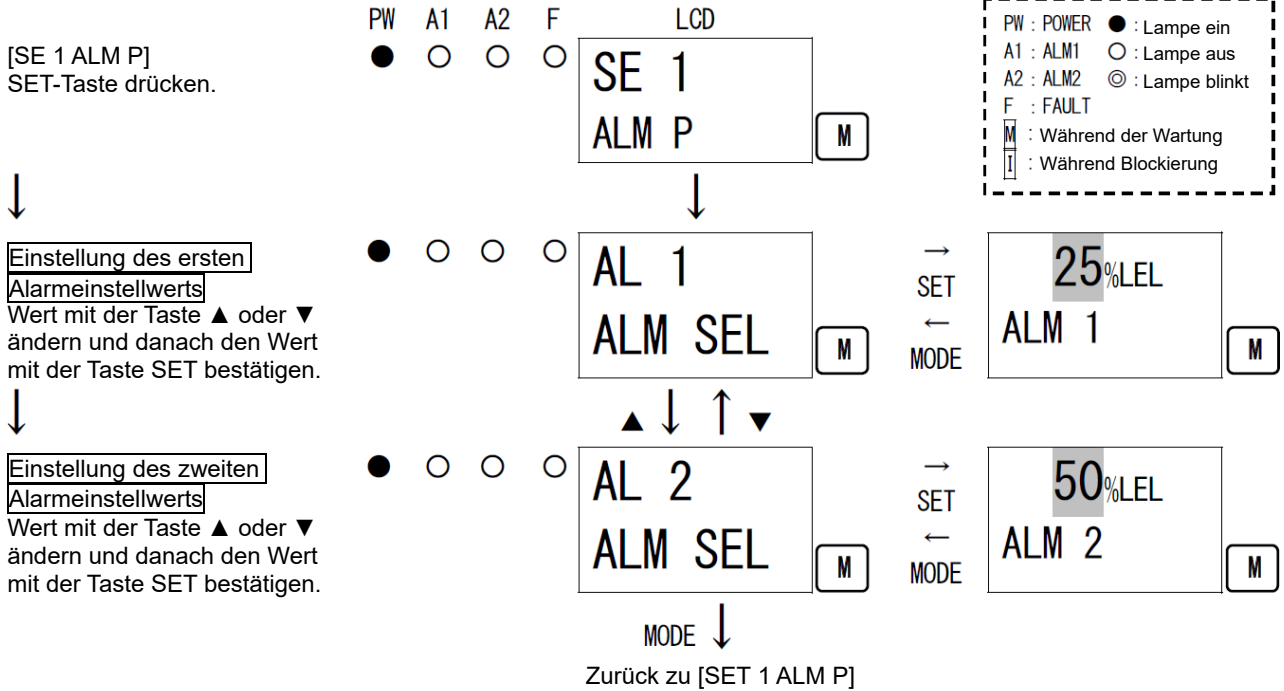 PW A1 A2 F LCD
[SE 1 ALM P]
SET-Taste drücken.
● ○ ○ ○
SE 1
ALM P
M
PW : POWER ● : Lampe ein
A1 : ALM1 ○ : Lampe aus
A2 : ALM2 ◎ : Lampe blinkt
F : FAULT
M : Während der Wartung
I : Während Blockierung
↓ ↓
Einstellung des ersten
Alarmeinstellwerts
Wert mit der Taste ▲ oder ▼
ändern und danach den Wert
mit der Taste SET bestätigen.
● ○ ○ ○
AL 1
ALM SEL
M
→
SET
←
MODE
25%LEL
ALM 1
M
↓ ▲ ↓ ↑ ▼
Einstellung des zweiten
Alarmeinstellwerts
Wert mit der Taste ▲ oder ▼
ändern und danach den Wert
mit der Taste SET bestätigen.
● ○ ○ ○
AL 2
ALM SEL
M
→
SET
←
MODE
50%LEL
ALM 2
M
MODE ↓
Zurück zu [SET 1 ALM P]